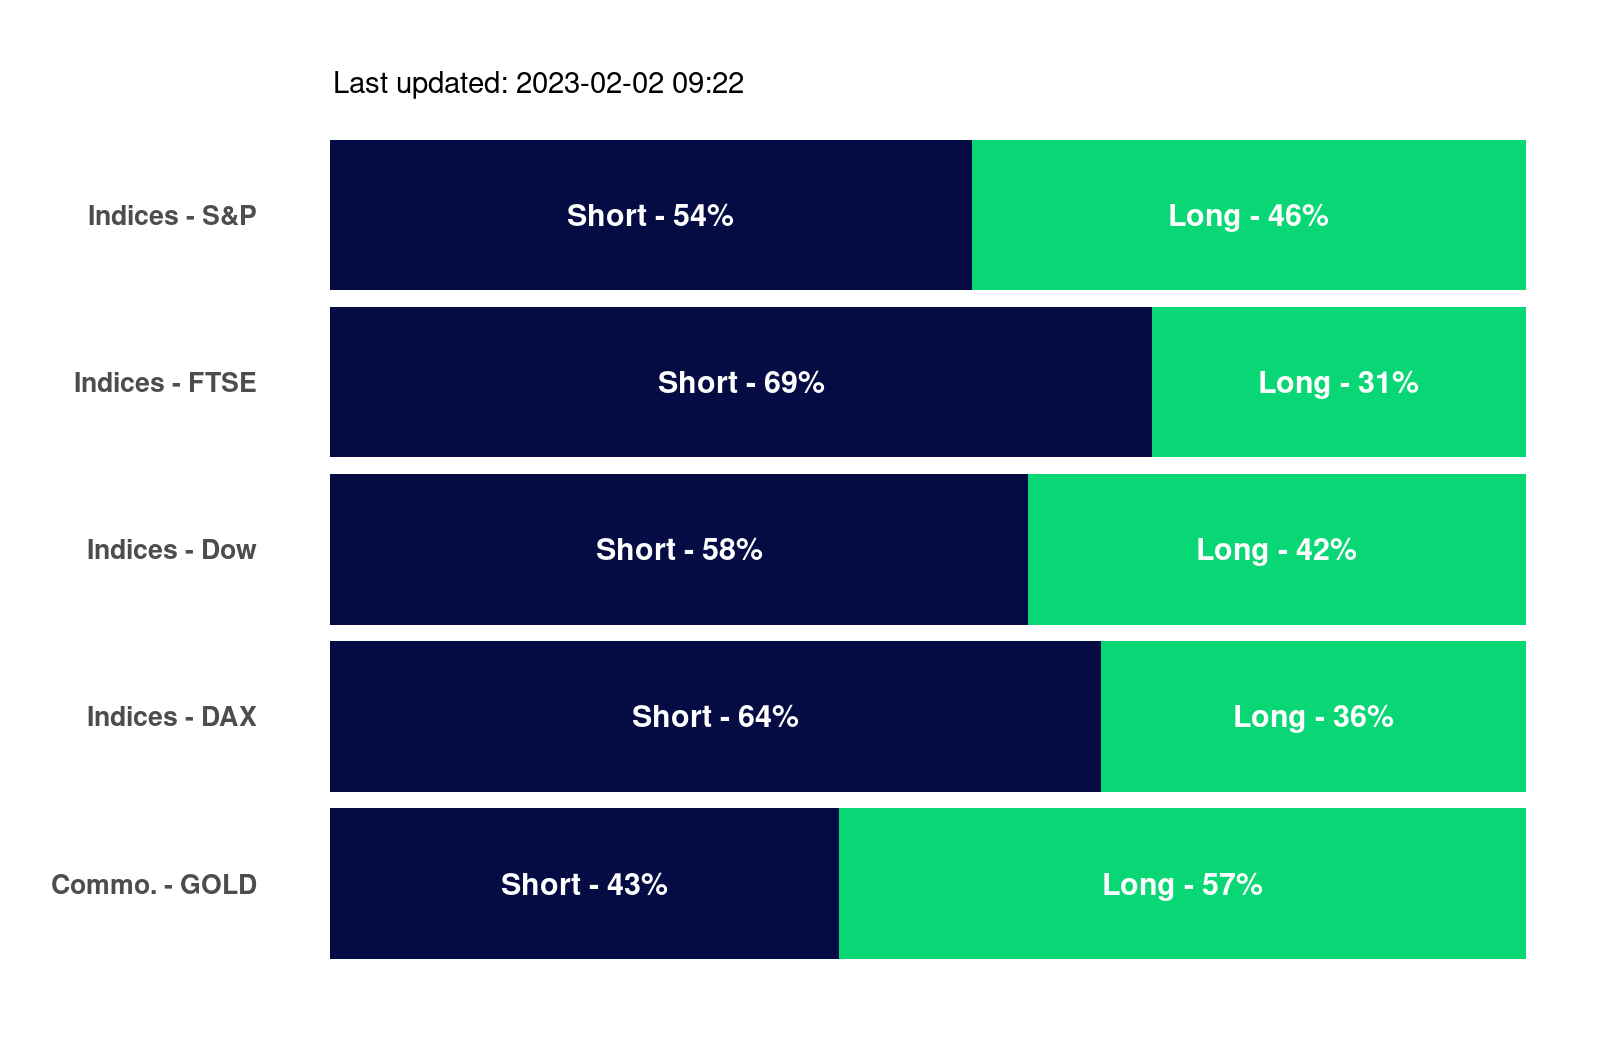 Last updated: 2023-02-02 09:22
Indices - S&P
Short - 54%
Long - 46%
Indices - FTSE
Short - 69%
Long - 31%
Indices - Dow
Short - 58%
Long - 42%
Indices - DAX
Short - 64%
Long - 36%
Commo. - GOLD
Short - 43%
Long - 57%